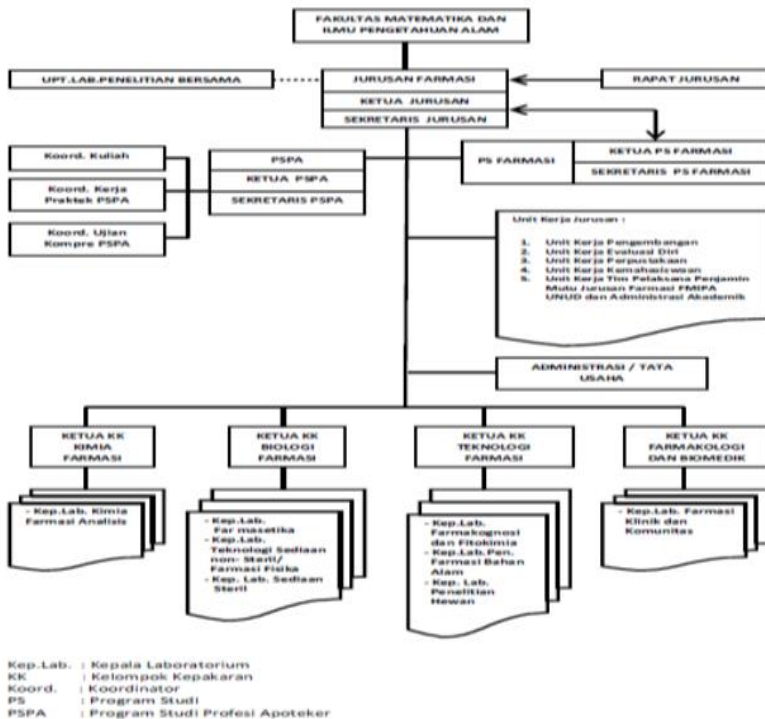 FAKULTAS MATEMATIKA DAN
ILMU PENGETAHUAN ALAM
UPT.LAB.PENELITIAN BERSAMA
JURUSAN FARMASI
RAPAT JURUSAN
KETUA JURUSAN
SEKRETARIS JURUSAN
Koord. Kuliah
Koord. Kerja
Praktek PSPA
Koord. Ujian
Kompre PSPA
PSPA
KETUA PSPA
SEKRETARIS PSPA
PS FARMASI
KETUA PS FARMASI
SEKRETARIS PS FARMASI
Unit Kerja Jurusan :
1. Unit Kerja Pengembangan
2. Unit Kerja Evaluasi Diri
3. Unit Kerja Perpustakaan
4. Unit Kerja Kemahasiswaan
5. Unit Kerja Tim Pelaksana Penjamin
Mutu Jurusan Farmasi FMIPA
UNUD dan Administrasi Akademik
ADMINISTRASI / TATA
USAHA
KETUA KK
KIMIA
FARMASI
KETUA KK
BIOLOGI
FARMASI
KETUA KK
TEKNOLOGI
FARMASI
KETUA KK
FARMAKOLOGI
DAN BIOMEDIK
- Kep.Lab. Kimia
Farmasi Analisis
- Kep.Lab.
Far masetika
- Kep.Lab.
Teknologi Sediaan
non- Steril/
Farmasi Fisika
- Kep. Lab. Sediaan
Steril
- Kep.Lab.
Farmakognosi
dan Fitokimia
- Kep.Lab.Pen.
Farmasi Bahan
Alam
- Kep. Lab.
Penelitian
Hewan
- Kep.Lab. Farmasi
Klinik dan
Komunitas
Kep.Lab. : Kepala Laboratorium
KK : Kelompok Kepakaran
Koord. : Koordinator
PS : Program Studi
PSPA : Program Studi Profesi Apoteker